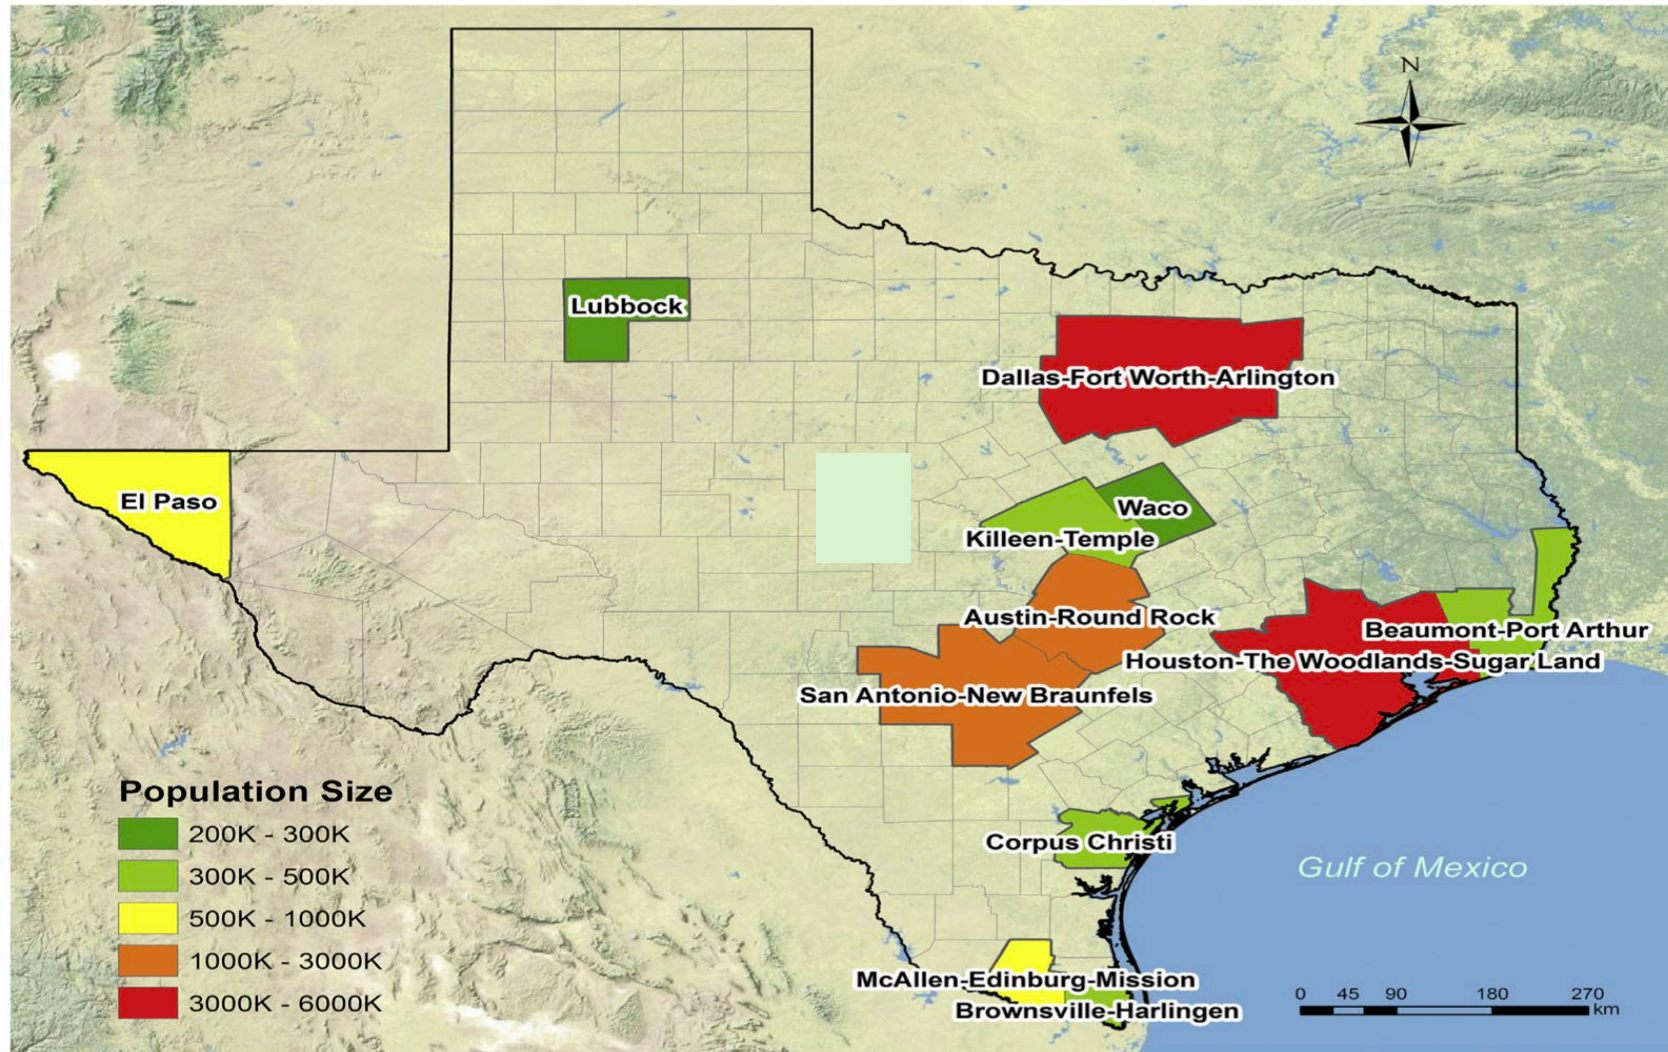 N
Lubbock
Dallas-Fort Worth-Arlington
El Paso
Waco
Killeen-Temple
Austin-Round Rock
Beaumont-Port Arthur
Houston-The Woodlands-Sugar Land
San Antonio-New Braunfels
Corpus Christi
Gulf of Mexico
McAllen-Edinburg-Mission
Brownsville-Harlingen
Population Size
200K - 300K
300K - 500K
500K - 1000K
1000K - 3000K
3000K - 6000K
0 45 90 180 270
km